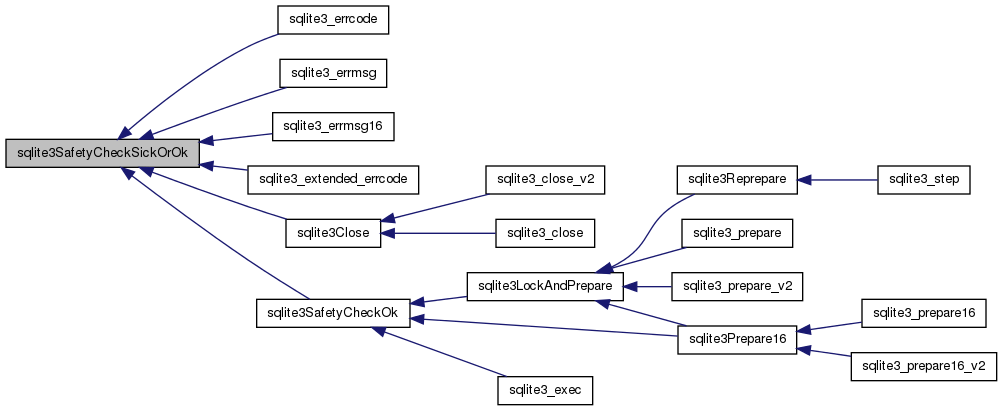 sqlite3_errcode
sqlite3_errmsg
sqlite3_errmsg16
sqlite3SafetyCheckSickOrOk
sqlite3_extended_errcode
sqlite3_close_v2
sqlite3Reprepare
sqlite3_step
sqlite3Close
sqlite3_close
sqlite3_prepare
sqlite3LockAndPrepare
sqlite3_prepare_v2
sqlite3SafetyCheckOk
sqlite3_prepare16
sqlite3Prepare16
sqlite3_prepare16_v2
sqlite3_exec